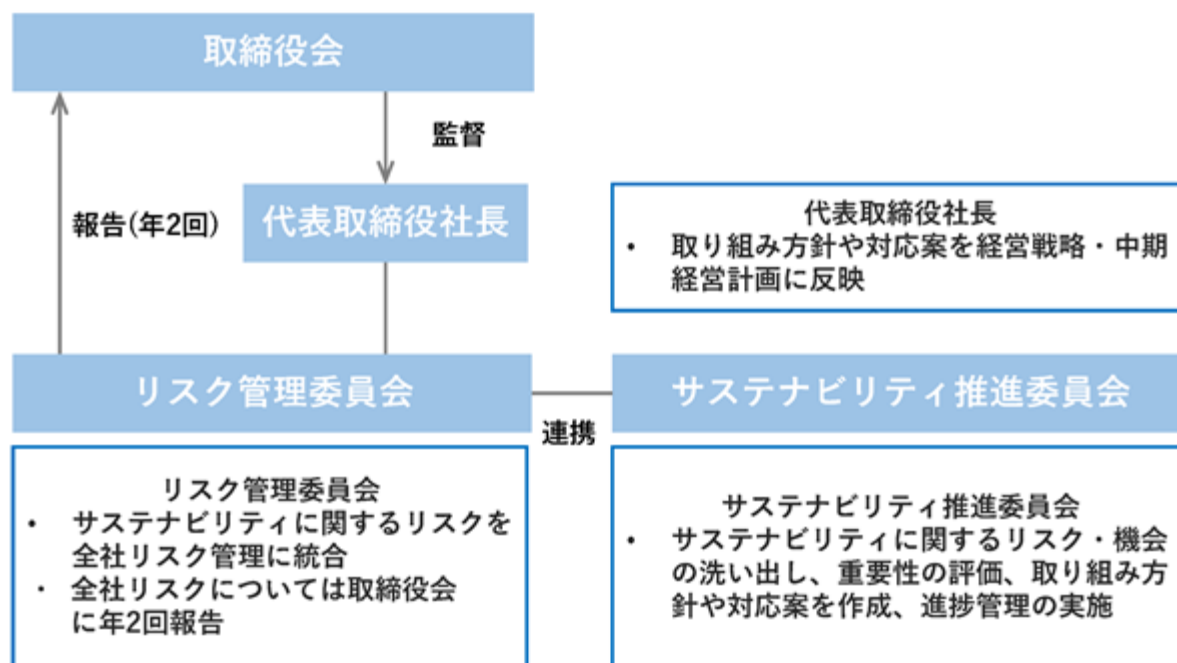 取締役会
監督
報告(年2回)
代表取締役社長
代表取締役社長
• 取り組み方針や対応案を経営戦略・中期
経営計画に反映
リスク管理委員会
連携
サステナビリティ推進委員会
リスク管理委員会
• サステナビリティに関するリスクを
全社リスク管理に統合
・ 全社リスクについては取締役会
に年2回報告
サステナビリティ推進委員会
• サステナビリティに関するリスク・機会
の洗い出し、重要性の評価、取り組み方
針や対応案を作成、進捗管理の実施